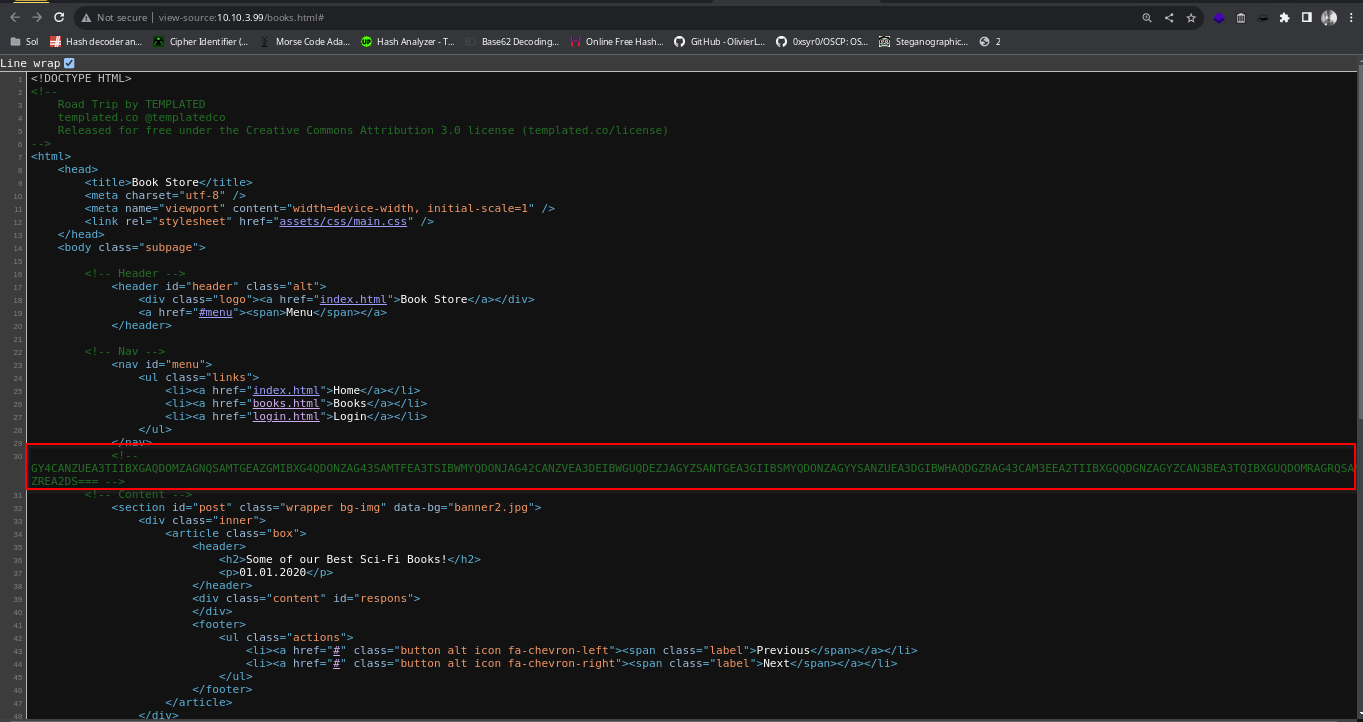 Not secure | view-source:10.10.3.99/books.html#
Sol Hash decoder an... Cipher Identifier (... Morse Code Ada... Hash Analyzer - T... Base62 Decoding... Online Free Hash... GitHub - OlivierL... 0xsyr0/OSCP: OS... Steganographic... 2
Line wrap
1 <!DOCTYPE HTML>
2 <!--
3 Road Trip by TEMPLATED
4 templated.co @templatedco
5 Released for free under the Creative Commons Attribution 3.0 license (templated.co/license)
6 -->
7 <html>
8 <head>
9 <title>Book Store</title>
10 <meta charset="utf-8" />
11 <meta name="viewport" content="width=device-width, initial-scale=1" />
12 <link rel="stylesheet" href="assets/css/main.css" />
13 </head>
14 <body class="subpage">
15
16 <!-- Header -->
17 <header id="header" class="alt">
18 <div class="logo"><a href="index.html">Book Store</a></div>
19 <a href="#menu"><span>Menu</span></a>
20 </header>
21
22 <!-- Nav -->
23 <nav id="menu">
24 <ul class="links">
25 <li><a href="index.html">Home</a></li>
26 <li><a href="books.html">Books</a></li>
27 <li><a href="login.html">Login</a></li>
28 </ul>
29 </nav>
30 <!--
GY4CANZUEA3TIIBXGAQDOMZAGNQSAMTGEAZGMIBXG4QDONZAG43SAMTFEA3TSIBWMYQDONJAG42CANZVEA3DEIBWGUQDEZJAGYZSANTGEA3GIIBSMYQDONZAGYYSANZUEA3DGIBWHAQDGZRAG43CAM3EEA2TIIBXGQQDGNZAGYZCAN3BEA3TQIBXGUQDOMRAGRQSA
ZREA2DS=== -->
31 <!-- Content -->
32 <section id="post" class="wrapper bg-img" data-bg="banner2.jpg">
33 <div class="inner">
34 <article class="box">
35 <header>
36 <h2>Some of our Best Sci-Fi Books!</h2>
37 <p>01.01.2020</p>
38 </header>
39 <div class="content" id="respons">
40 </div>
41 <footer>
42 <ul class="actions">
43 <li><a href="#" class="button alt icon fa-chevron-left"><span class="label">Previous</span></a></li>
44 <li><a href="#" class="button alt icon fa-chevron-right"><span class="label">Next</span></a></li>
45 </ul>
46 </footer>
47 </article>
48 </div>